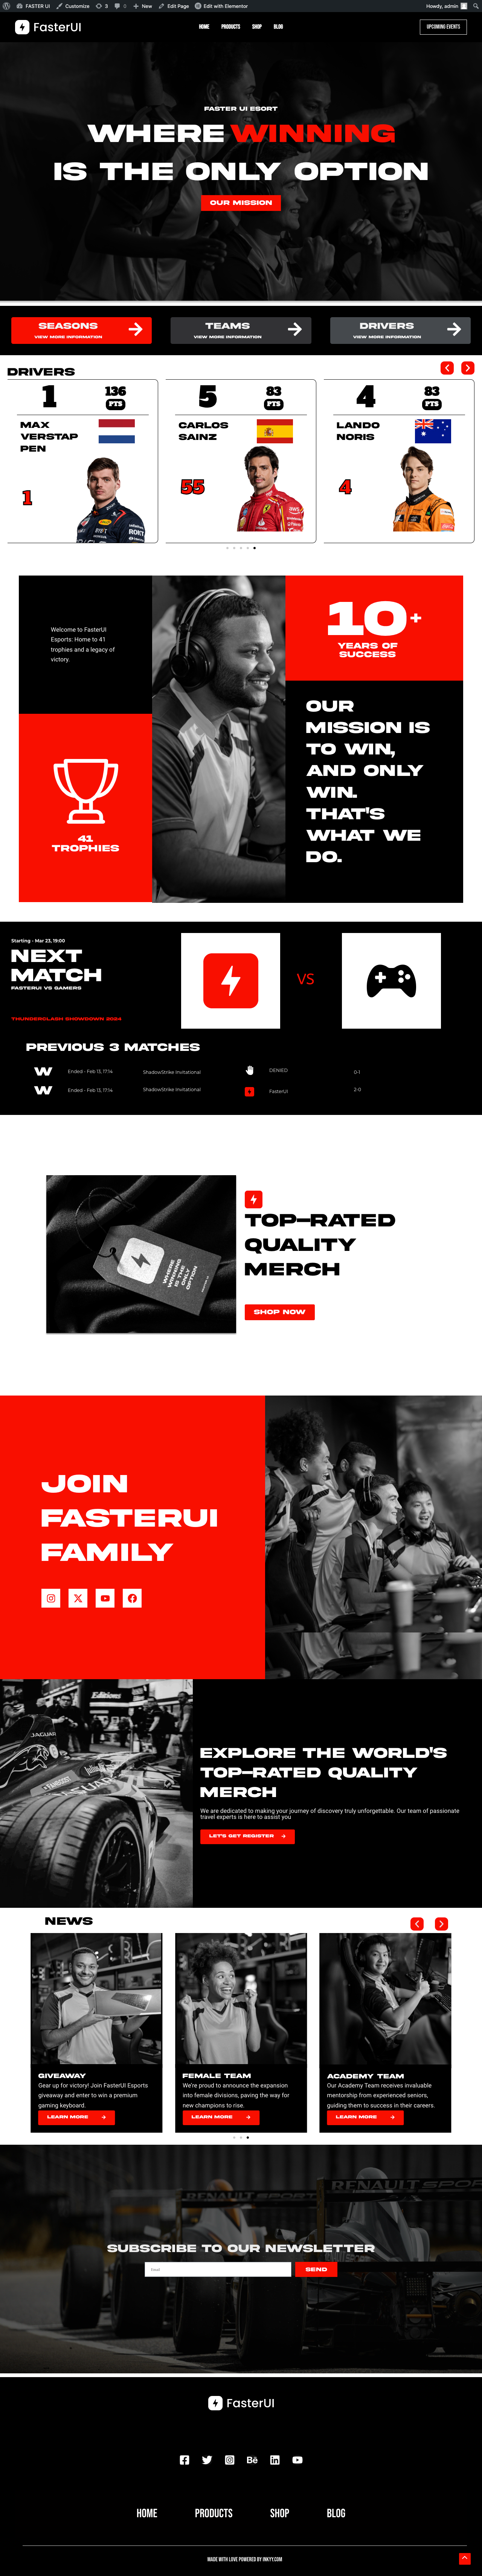 FASTER UI Customize 3 0 New Edit Page Edit with Elementor Howdy, admin
FasterUI HOME PRODUCTS SHOP BLOG UPCOMING EVENTS
FASTER UI ESORT
WHERE WINNING
IS THE ONLY OPTION
OUR MISSION
SEASONS
VIEW MORE INFORMATION
TEAMS
VIEW MORE INFORMATION
DRIVERS
VIEW MORE INFORMATION
DRIVERS
1 136
PTS
MAX
VERSTAP
PEN
1
5 83
PTS
CARLOS
SAINZ
55
4 83
PTS
LANDO
NORIS
4
Welcome to FasterUI
Esports: Home to 41
trophies and a legacy of
victory.
41
TROPHIES
10+
YEARS OF
SUCCESS
OUR
MISSION IS
TO WIN,
AND ONLY
WIN.
THAT'S
WHAT WE
DO.
Starting - Mar 23, 19:00
NEXT
MATCH
FASTERUI VS GAMERS
THUNDERCLASH SHOWDOWN 2024
VS
PREVIOUS 3 MATCHES
W Ended - Feb 13, 17:14 ShadowStrike Invitational DENIED 0-1
W Ended - Feb 13, 17:14 ShadowStrike Invitational FasterUI 2-0
WHERE
WINNING
IS THE
ONLY
OPTION
TOP-RATED
QUALITY
MERCH
SHOP NOW
JOIN
FASTERUI
FAMILY
JAGUAR
EXPLORE THE WORLD'S
TOP-RATED QUALITY
MERCH
We are dedicated to making your journey of discovery truly unforgettable. Our team of passionate
travel experts is here to assist you
LET'S GET REGISTER
NEWS
GIVEAWAY
Gear up for victory! Join FasterUI Esports
giveaway and enter to win a premium
gaming keyboard.
LEARN MORE
FEMALE TEAM
We're proud to announce the expansion
into female divisions, paving the way for
new champions to rise.
LEARN MORE
ACADEMY TEAM
Our Academy Team receives invaluable
mentorship from experienced seniors,
guiding them to success in their careers.
LEARN MORE
RENAULT SPORT
RENAULT SPOR
SUBSCRIBE TO OUR NEWSLETTER
Email SEND
FasterUI
Bē
HOME PRODUCTS SHOP BLOG
MADE WITH LOVE POWERED BY INKYY.COM